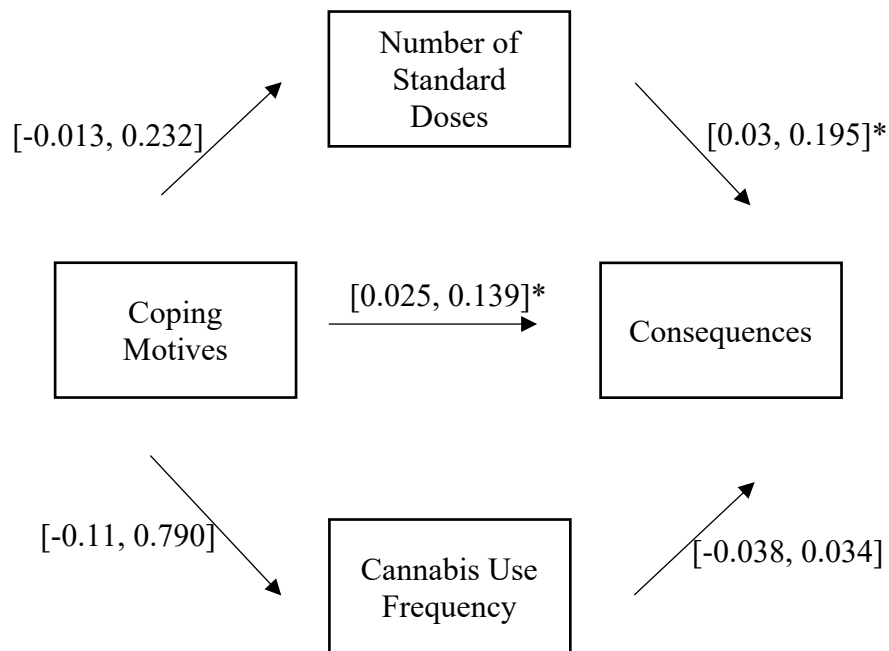 Number of
Standard
Doses
[-0.013, 0.232]
[0.03, 0.195]*
Coping
Motives
[0.025, 0.139]*
Consequences
[-0.11, 0.790]
Cannabis Use
Frequency
[-0.038, 0.034]